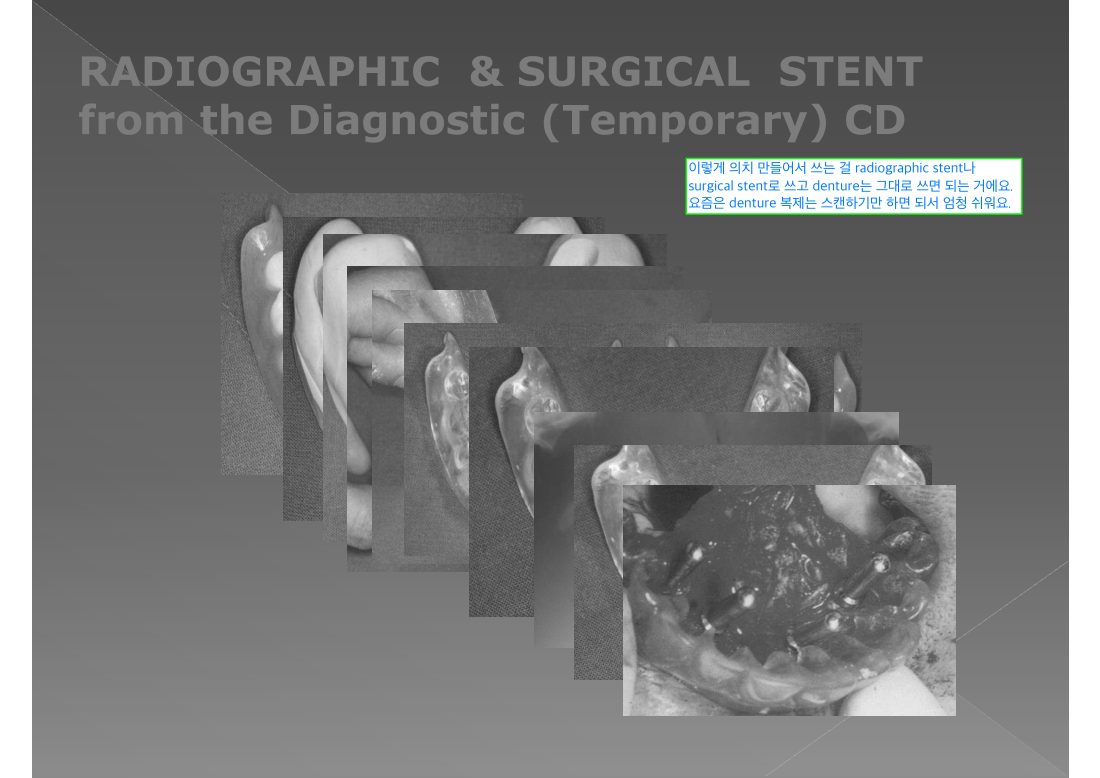 RADIOGRAPHIC & SURGICAL STENT
from the Diagnostic (Temporary) CD
이렇게 의치 만들어서 쓰는 걸 radiographic stent나
surgical stent로 쓰고 denture는 그대로 쓰면 되는 거에요.
요즘은 denture 복제는 스캔하기만 하면 되서 엄청 쉬워요.